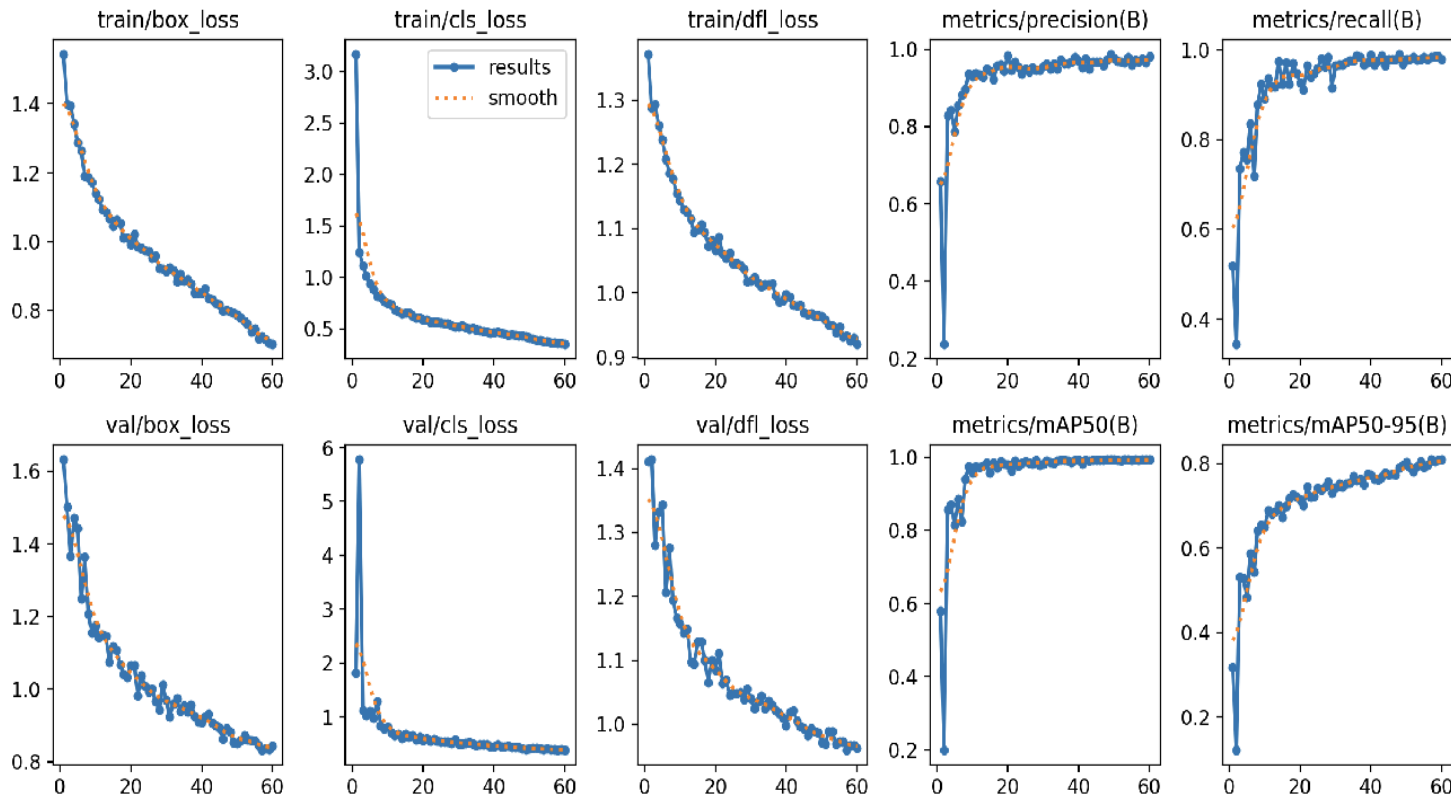 train/box_loss
train/cls_loss
train/dfl_loss
metrics/precision(B)
metrics/recall(B)
results
smooth
1.4
1.2
1.0
0.8
0 20 40 60
3.0
2.5
2.0
1.5
1.0
0.5
0 20 40 60
1.3
1.2
1.1
1.0
0.9
0 20 40 60
1.0
0.8
0.6
0.4
0.2
0 20 40 60
1.0
0.8
0.6
0.4
0 20 40 60
val/box_loss
val/cls_loss
val/dfl_loss
metrics/mAP50(B)
metrics/mAP50-95(B)
1.6
1.4
1.2
1.0
0.8
0 20 40 60
6
5
4
3
2
1
0 20 40 60
1.4
1.3
1.2
1.1
1.0
0 20 40 60
1.0
0.8
0.6
0.4
0.2
0 20 40 60
0.8
0.6
0.4
0.2
0 20 40 60